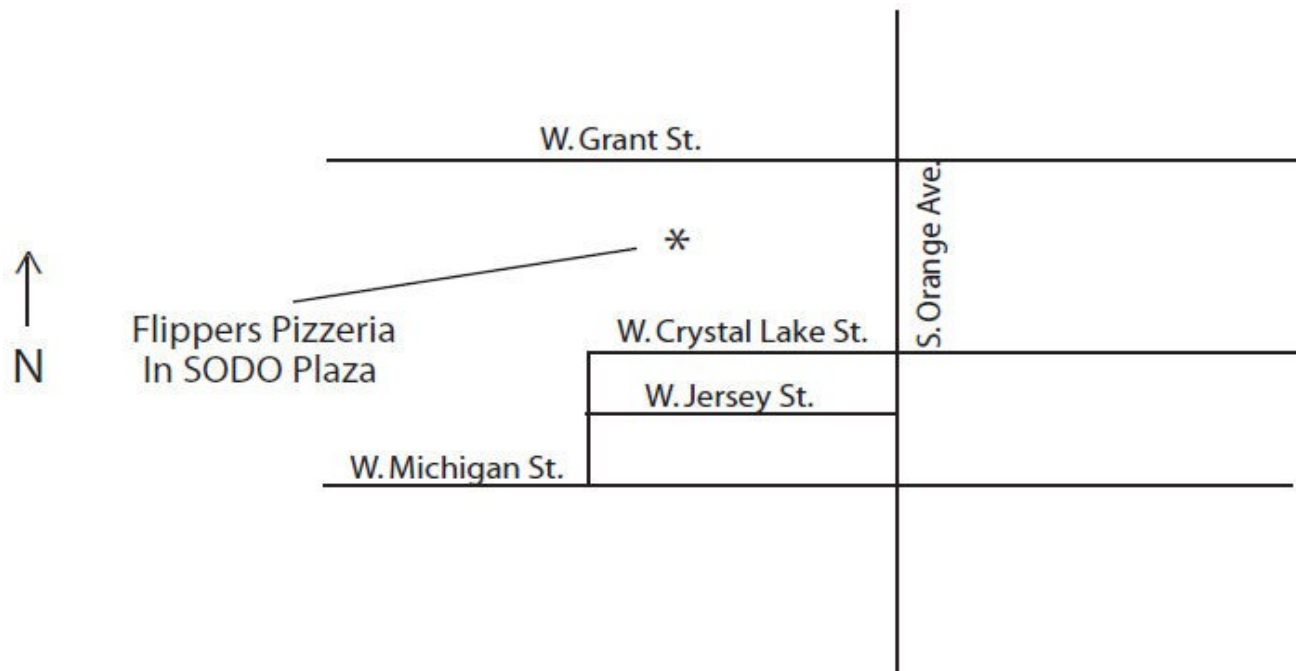 W. Grant St.
*
S. Orange Ave.
Flippers Pizzeria
In SODO Plaza
N
W. Crystal Lake St.
W. Jersey St.
W. Michigan St.